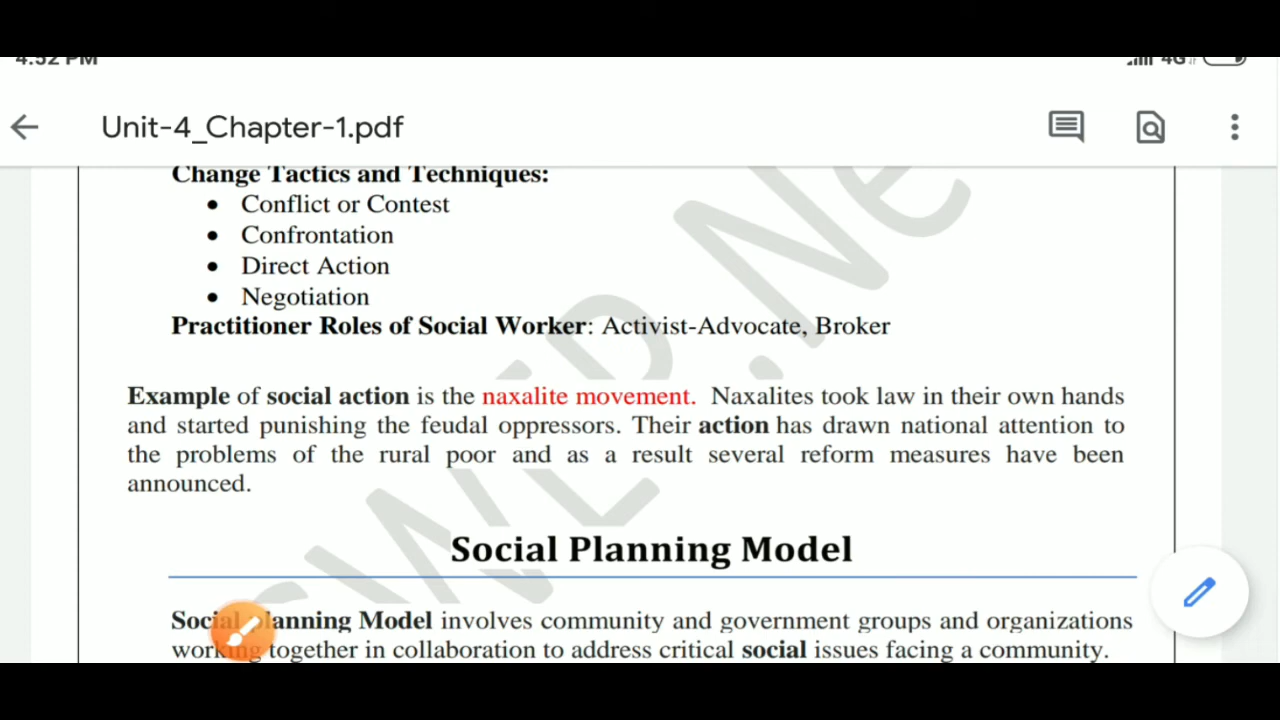 4:52 PM
4G
Unit-4_Chapter-1.pdf
Change Tactics and Techniques:
• Conflict or Contest
• Confrontation
• Direct Action
• Negotiation
Practitioner Roles of Social Worker: Activist-Advocate, Broker
Example of social action is the naxalite movement. Naxalites took law in their own hands
and started punishing the feudal oppressors. Their action has drawn national attention to
the problems of the rural poor and as a result several reform measures have been
announced.
Social Planning Model
Social planning Model involves community and government groups and organizations
working together in collaboration to address critical social issues facing a community.